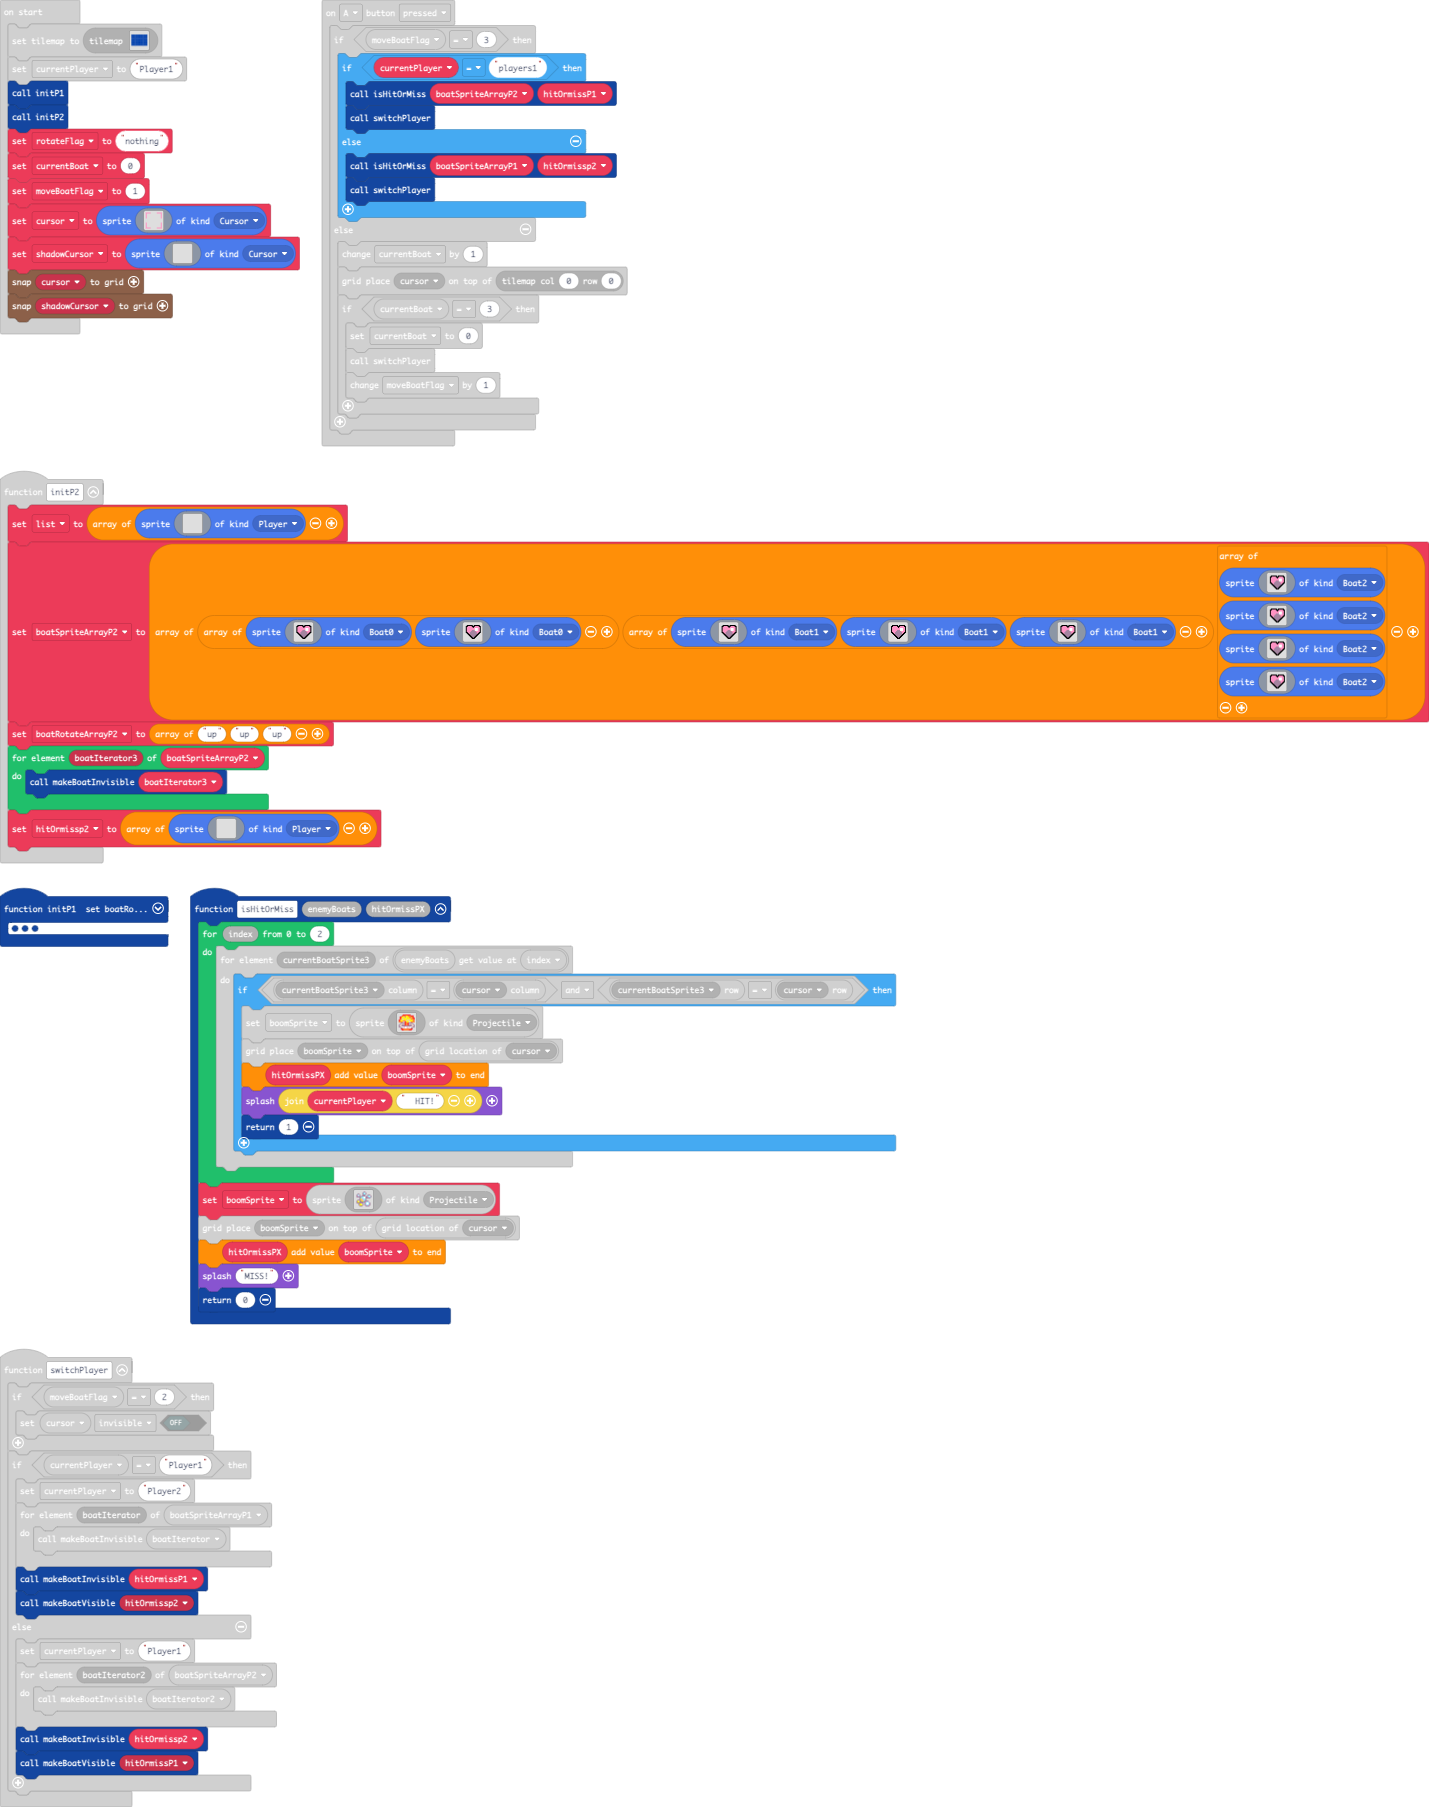 on start
set tilemap to tilemap
set currentPlayer to "Player1"
call initP1
call initP2
set rotateFlag to "nothing"
set currentBoat to 0
set moveBoatFlag to 1
set cursor to sprite of kind Cursor
set shadowCursor to sprite of kind Cursor
snap cursor to grid
snap shadowCursor to grid
on A button pressed
if moveBoatFlag = 3 then
if currentPlayer = "players1" then
call isHitOrMiss boatSpriteArrayP2 hitOrmissP1
call switchPlayer
else
call isHitOrMiss boatSpriteArrayP1 hitOrmissp2
call switchPlayer
else
change currentBoat by 1
grid place cursor on top of tilemap col 0 row 0
if currentBoat = 3 then
set currentBoat to 0
call switchPlayer
change moveBoatFlag by 1
function initP2
set list to array of sprite of kind Player
array of
sprite of kind Boat2
sprite of kind Boat2
set boatSpriteArrayP2 to array of array of sprite of kind Boat0 sprite of kind Boat0 array of sprite of kind Boat1 sprite of kind Boat1 sprite of kind Boat1
sprite of kind Boat2
sprite of kind Boat2
set boatRotateArrayP2 to array of "up" "up" "up"
for element boatIterator3 of boatSpriteArrayP2
do call makeBoatInvisible boatIterator3
set hitOrmissp2 to array of sprite of kind Player
function initP1 set boatRo...
function isHitOrMiss enemyBoats hitOrmissPX
for index from 0 to 2
do for element currentBoatSprite3 of enemyBoats get value at index
do if currentBoatSprite3 column = cursor column and currentBoatSprite3 row = cursor row then
set boomSprite to sprite of kind Projectile
grid place boomSprite on top of grid location of cursor
hitOrmissPX add value boomSprite to end
splash join currentPlayer " HIT!"
return 1
set boomSprite to sprite of kind Projectile
grid place boomSprite on top of grid location of cursor
hitOrmissPX add value boomSprite to end
splash "MISS!"
return 0
function switchPlayer
if moveBoatFlag = 2 then
set cursor invisible OFF
if currentPlayer = "Player1" then
set currentPlayer to "Player2"
for element boatIterator of boatSpriteArrayP1
do call makeBoatInvisible boatIterator
call makeBoatInvisible hitOrmissP1
call makeBoatVisible hitOrmissp2
else
set currentPlayer to "Player1"
for element boatIterator2 of boatSpriteArrayP2
do call makeBoatInvisible boatIterator2
call makeBoatInvisible hitOrmissp2
call makeBoatVisible hitOrmissP1